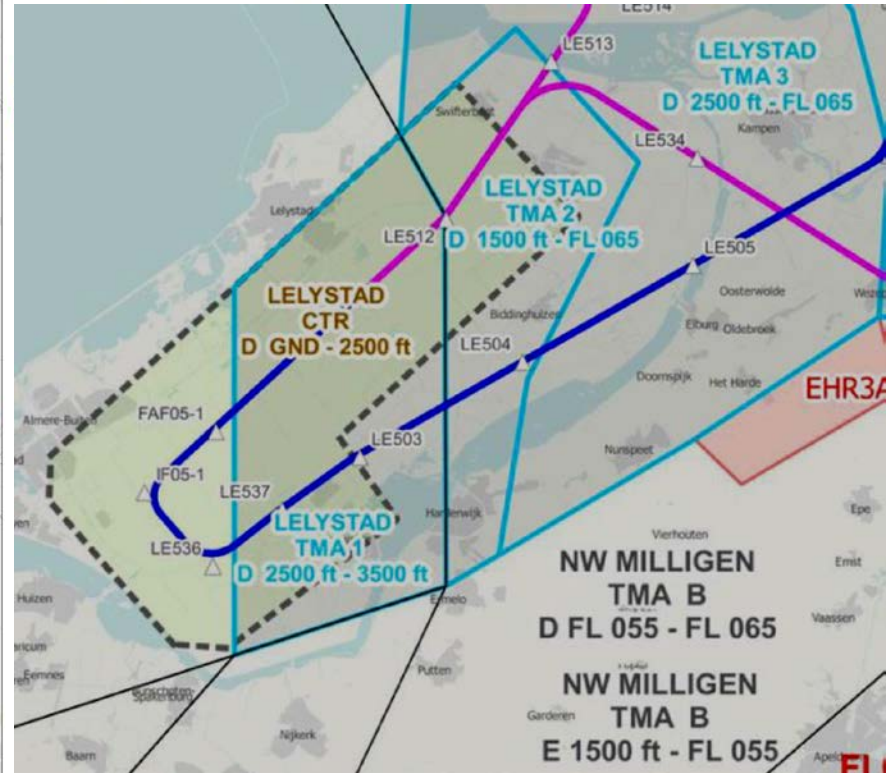 LE514
LE513
LELYSTAD
TMA 3
D 2500 ft - FL 065
Swifterbant
Kampen
LE534
LELYSTAD
TMA 2
D 1500 ft - FL 065
Lelystad
LE512
LE505
LELYSTAD
CTR
D GND - 2500 ft
Oosterwolde
Biddinghuizen
Elburg
Oldebroek
LE504
Doornspijk
Het Harde
EHR3A
FAF05-1
Almere-Buiten
LE503
Nunspeet
IF05-1
LE537
LELYSTAD
TMA 1
D 2500 ft - 3500 ft
Harderwijk
Epe
LE536
Vierhouten
NW MILLIGEN
TMA B
D FL 055 - FL 065
Emst
Huizen
Ermelo
Vaassen
Eemnes
Putten
Bunschoten-
Spakenburg
NW MILLIGEN
TMA B
E 1500 ft - FL 055
Garderen
Nijkerk
Baarn